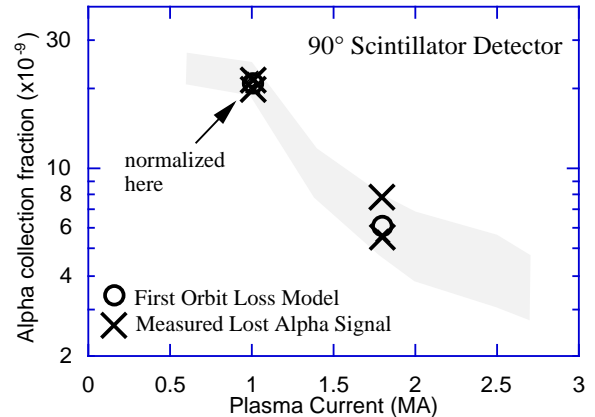 90° Scintillator Detector
Alpha collection fraction (x10-9)
30
10
8
6
4
2
normalized
here
First Orbit Loss Model
Measured Lost Alpha Signal
0
0.5
1
1.5
2
2.5
3
Plasma Current (MA)